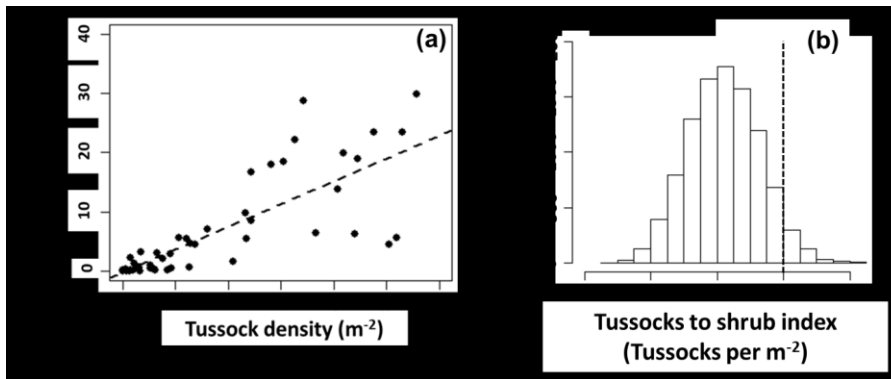 (a)
40
30
20
10
0
Tussock density (m-2)
(b)
Tussocks to shrub index
(Tussocks per m-2)